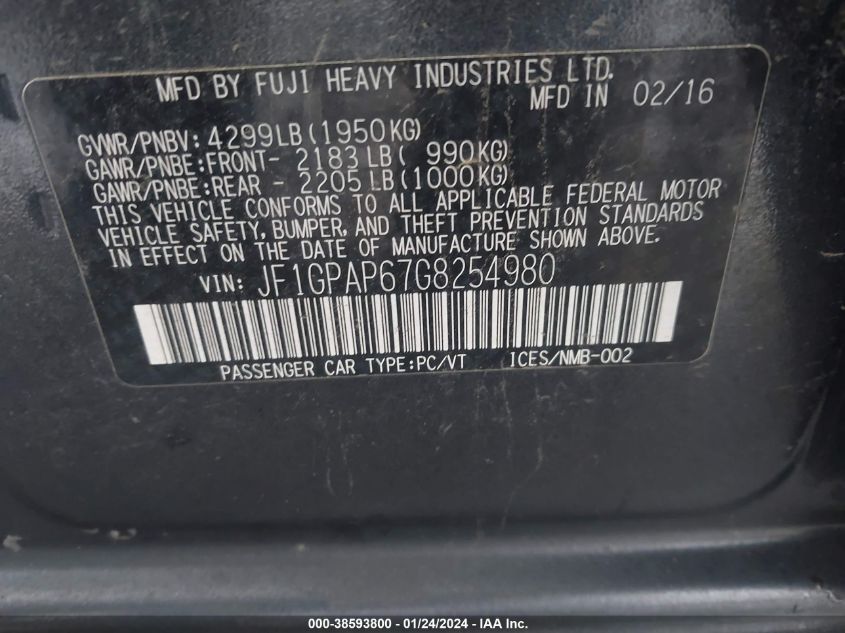 MFD BY FUJI HEAVY INDUSTRIES LTD.
MFD IN 02/16
GVWR/PNBV: 4299LB(1950KG)
GAWR/PNBE:FRONT- 2183LB( 990KG)
GAWR/PNBE:REAR - 2205LB(1000KG)
THIS VEHICLE CONFORMS TO ALL APPLICABLE FEDERAL MOTOR
VEHICLE SAFETY, BUMPER, AND THEFT PREVENTION STANDARDS
IN EFFECT ON THE DATE OF MANUFACTURE SHOWN ABOVE.
VIN: JF1GPAP67G8254980
PASSENGER CAR TYPE:PC/VT ICES/NMB-002
000-38593800 - 01/24/2024 - IAA Inc.